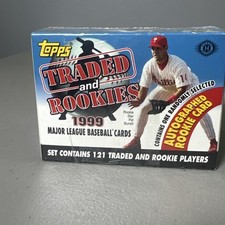 Topps
TRADED
and
ROOKIES
1999
MAJOR LEAGUE BASEBALL CARDS
SET CONTAINS 121 TRADED AND ROOKIE PLAYERS
CONTAINS ONE RANDOMLY-SELECTED
AUTOGRAPHED
ROOKIE CARD